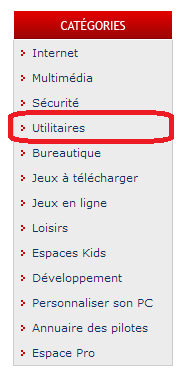 CATÉGORIES
Internet
Multimédia
Sécurité
Utilitaires
Bureautique
Jeux à télécharger
Jeux en ligne
Loisirs
Espaces Kids
Développement
Personnaliser son PC
Annuaire des pilotes
Espace Pro